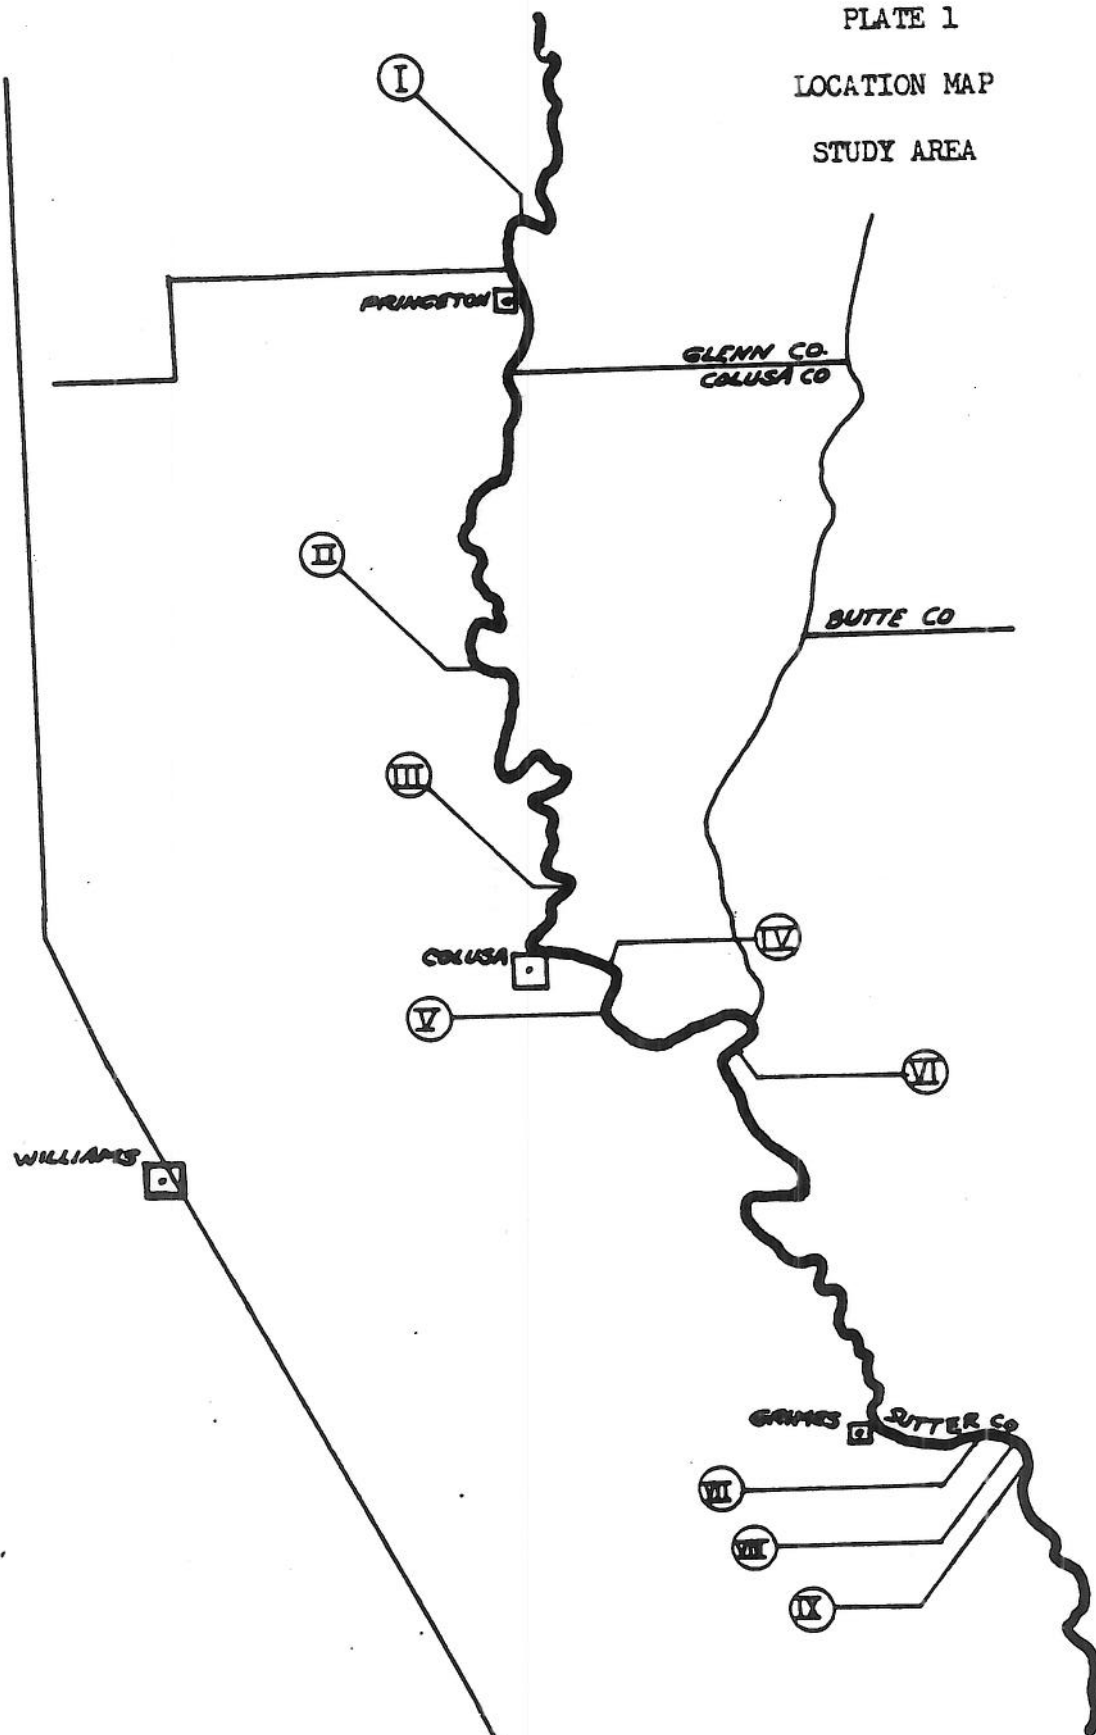 PLATE 1
LOCATION MAP
STUDY AREA
I
PRINCETON
GLENN CO.
COLUSA CO
II
BUTTE CO
III
IV
COLUSA
V
VI
WILLIAMS
GRIMES
SUTTER CO
VII
VIII
IX